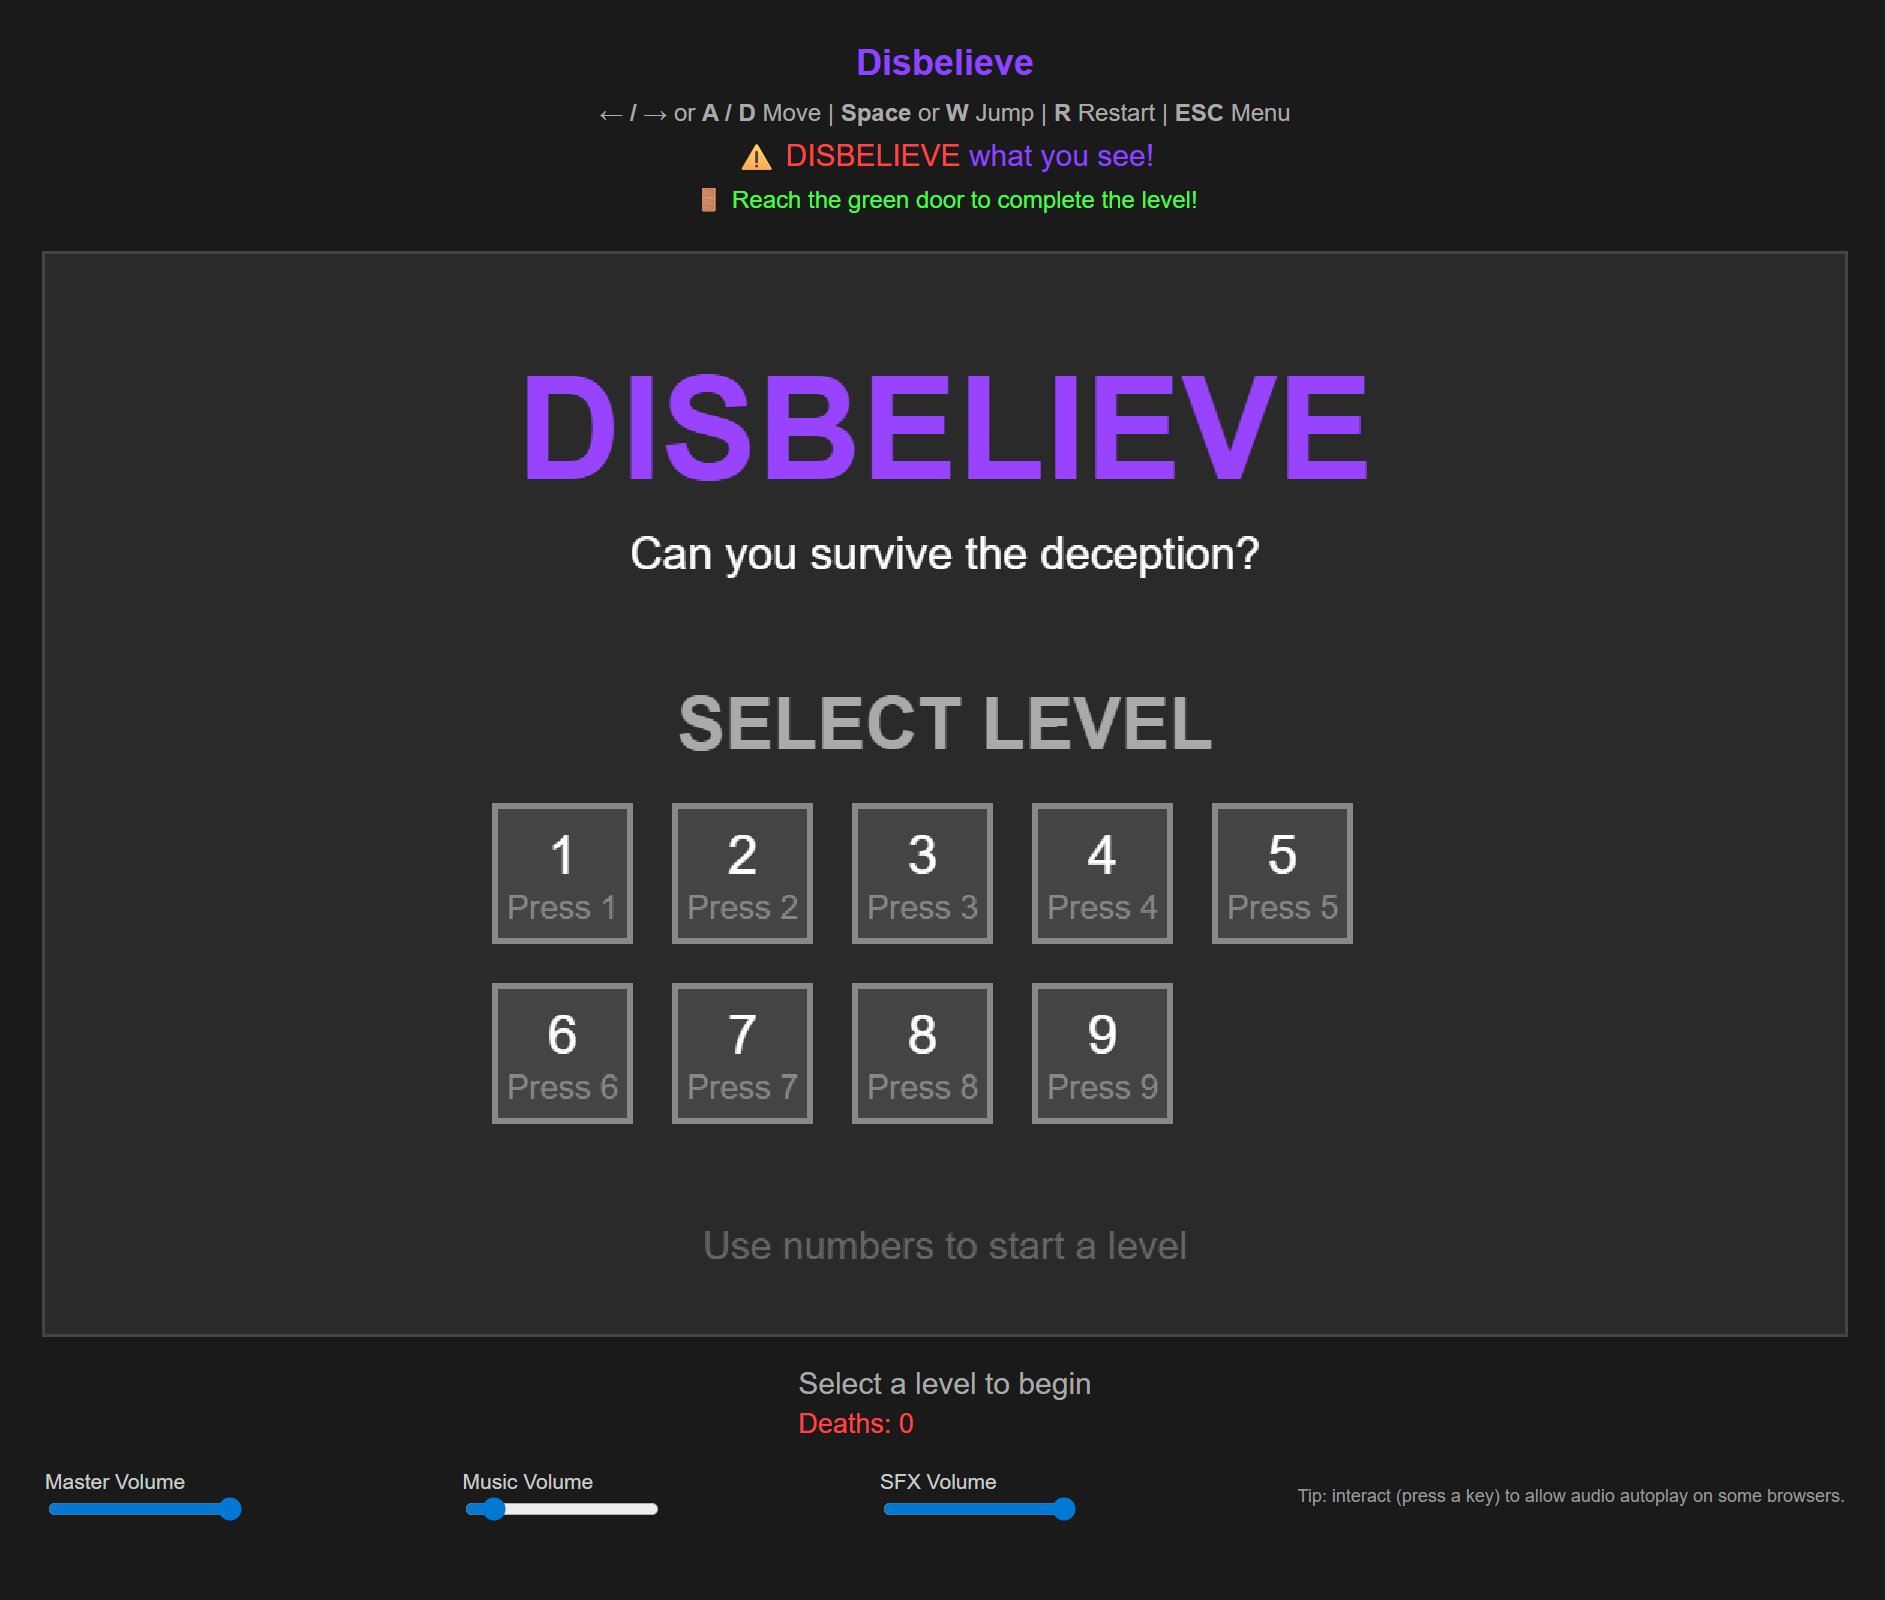 Disbelieve
← / → or A / D Move | Space or W Jump | R Restart | ESC Menu
⚠️ DISBELIEVE what you see!
🚪 Reach the green door to complete the level!
DISBELIEVE
Can you survive the deception?
SELECT LEVEL
1 2 3 4 5
Press 1 Press 2 Press 3 Press 4 Press 5
6 7 8 9
Press 6 Press 7 Press 8 Press 9
Use numbers to start a level
Select a level to begin
Deaths: 0
Master Volume Music Volume SFX Volume
Tip: interact (press a key) to allow audio autoplay on some browsers.